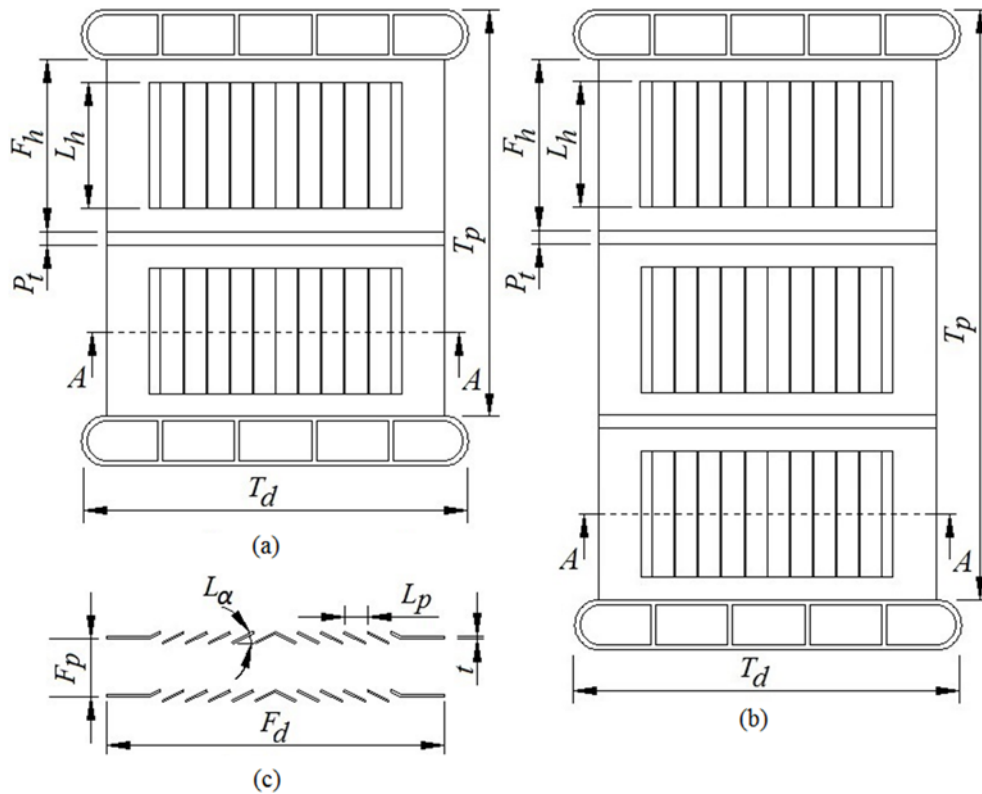 F_h
L_h
P_t
T_p
A
A
T_d
(a)
F_h
L_h
P_t
T_p
A
A
T_d
(b)
L_α
L_p
F_p
t
F_d
(c)